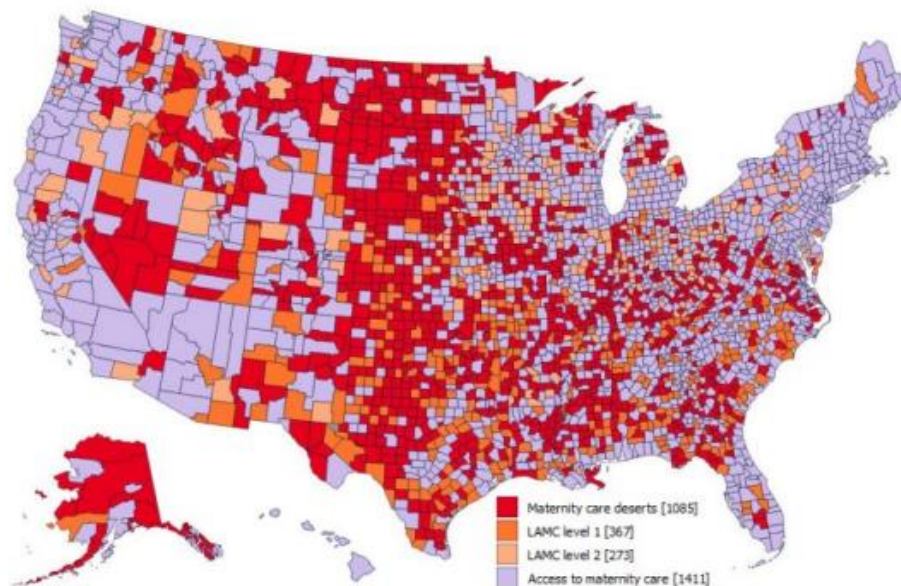 Maternity care deserts [1085]
LAMC level 1 [367]
LAMC level 2 [273]
Access to maternity care [1411]